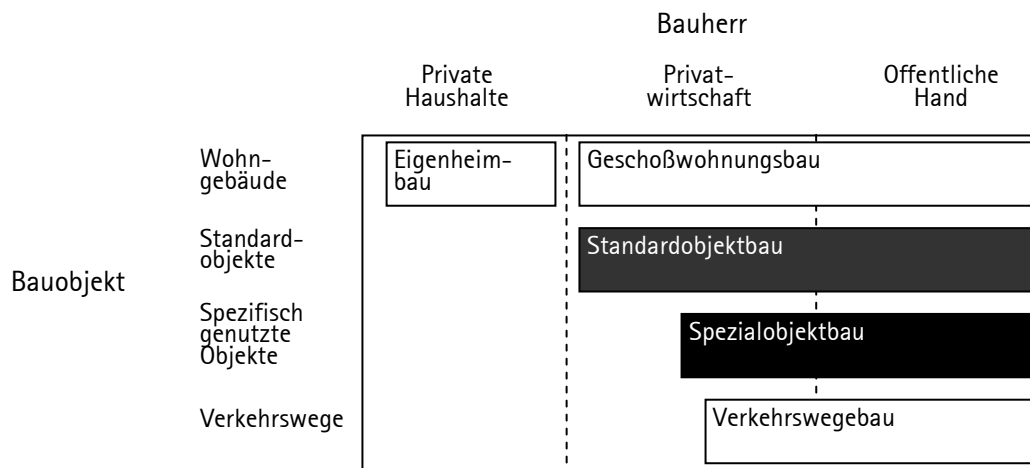 Bauherr
Private
Haushalte
Privat-
wirtschaft
Offentliche
Hand
Wohn-
gebäude
Eigenheim-
bau
Geschoßwohnungsbau
Standard-
objekte
Standardobjektbau
Bauobjekt
Spezifisch
genutzte
Objekte
Spezialobjektbau
Verkehrswege
Verkehrswegebau